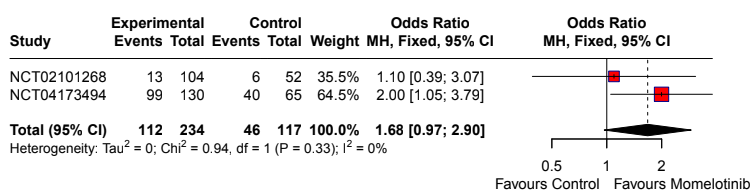 Experimental Control Odds Ratio Odds Ratio
Study Events Total Events Total Weight MH, Fixed, 95% CI MH, Fixed, 95% CI
NCT02101268 13 104 6 52 35.5% 1.10 [0.39; 3.07]
NCT04173494 99 130 40 65 64.5% 2.00 [1.05; 3.79]
Total (95% CI) 112 234 46 117 100.0% 1.68 [0.97; 2.90]
Heterogeneity: Tau² = 0; Chi² = 0.94, df = 1 (P = 0.33); I² = 0%
0.5 1 2
Favours Control Favours Momelotinib